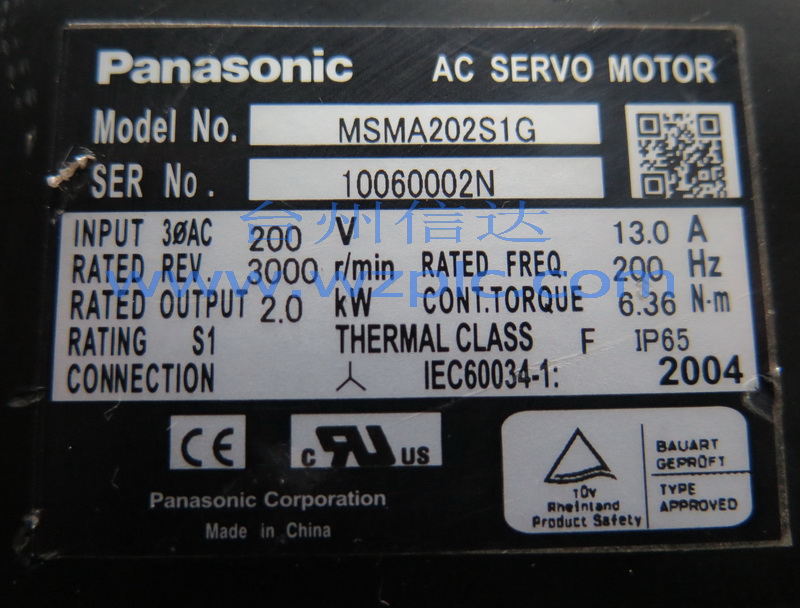 Panasonic AC SERVO MOTOR
Model No. MSMA202S1G
SER No. 10060002N
台州信达
INPUT 3øAC 200 V 13.0 A
RATED REV. 3000 r/min RATED FREQ. 200 Hz
www.wzplc.com
RATED OUTPUT 2.0 kW CONT.TORQUE 6.36 N·m
RATING S1 THERMAL CLASS F IP65
CONNECTION IEC60034-1: 2004
CE
c RU US
TÜV
Rheinland
Product Safety
BAUART
GEPRÜFT
TYPE
APPROVED
Panasonic Corporation
Made in China